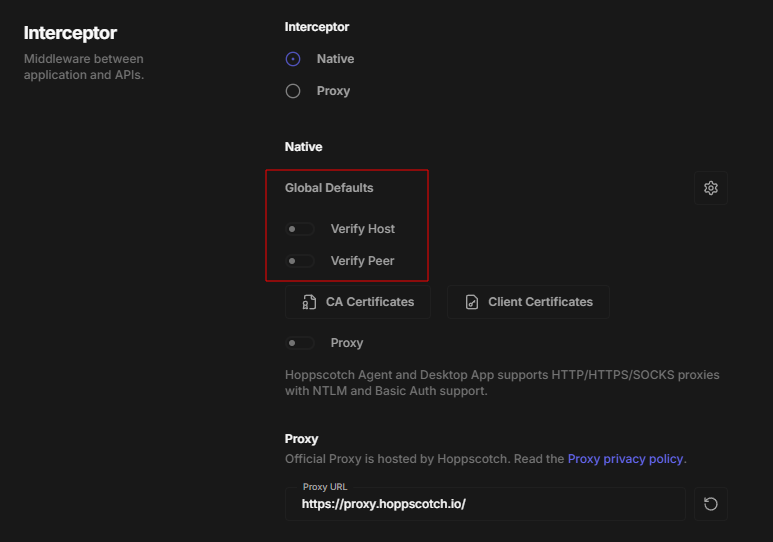 Interceptor
Middleware between
application and APIs.
Interceptor
Native
Proxy
Native
Global Defaults
Verify Host
Verify Peer
CA Certificates
Client Certificates
Proxy
Hoppscotch Agent and Desktop App supports HTTP/HTTPS/SOCKS proxies
with NTLM and Basic Auth support.
Proxy
Official Proxy is hosted by Hoppscotch. Read the Proxy privacy policy.
Proxy URL
https://proxy.hoppscotch.io/